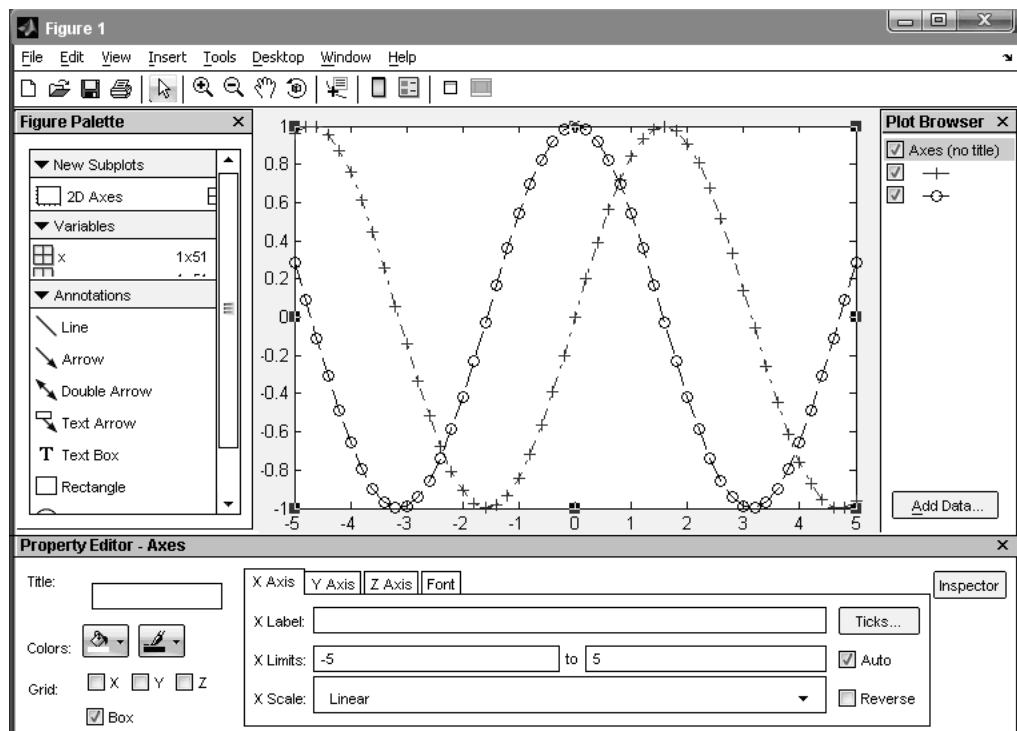 Figure 1
File Edit View Insert Tools Desktop Window Help
Figure Palette
New Subplots
2D Axes
Variables
x 1x51
Annotations
Line
Arrow
Double Arrow
Text Arrow
T Text Box
Rectangle
1
0.8
0.6
0.4
0.2
0
-0.2
-0.4
-0.6
-0.8
-1
-5 -4 -3 -2 -1 0 1 2 3 4 5
Plot Browser
Axes (no title)
Add Data...
Property Editor - Axes
Title:
Colors:
Grid: X Y Z
Box
X Axis Y Axis Z Axis Font
X Label:
Ticks...
X Limits: -5 to 5
Auto
X Scale: Linear
Reverse
Inspector